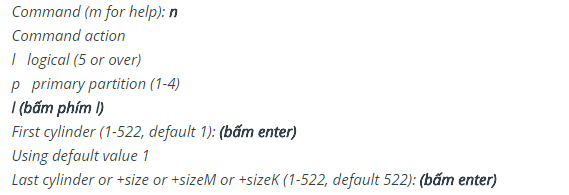 Command (m for help): n
Command action
l   logical (5 or over)
p   primary partition (1-4)
l (bấm phím l)
First cylinder (1-522, default 1): (bấm enter)
Using default value 1
Last cylinder or +size or +sizeM or +sizeK (1-522, default 522): (bấm enter)